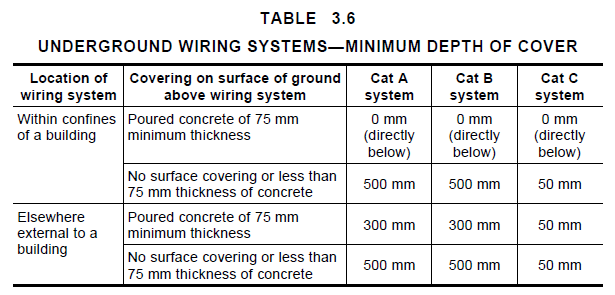 TABLE 3.6
UNDERGROUND WIRING SYSTEMS—MINIMUM DEPTH OF COVER
Location of wiring system | Covering on surface of ground above wiring system | Cat A system | Cat B system | Cat C system
Within confines of a building | Poured concrete of 75 mm minimum thickness | 0 mm (directly below) | 0 mm (directly below) | 0 mm (directly below)
No surface covering or less than 75 mm thickness of concrete | 500 mm | 500 mm | 50 mm
Elsewhere external to a building | Poured concrete of 75 mm minimum thickness | 300 mm | 300 mm | 50 mm
No surface covering or less than 75 mm thickness of concrete | 500 mm | 500 mm | 50 mm